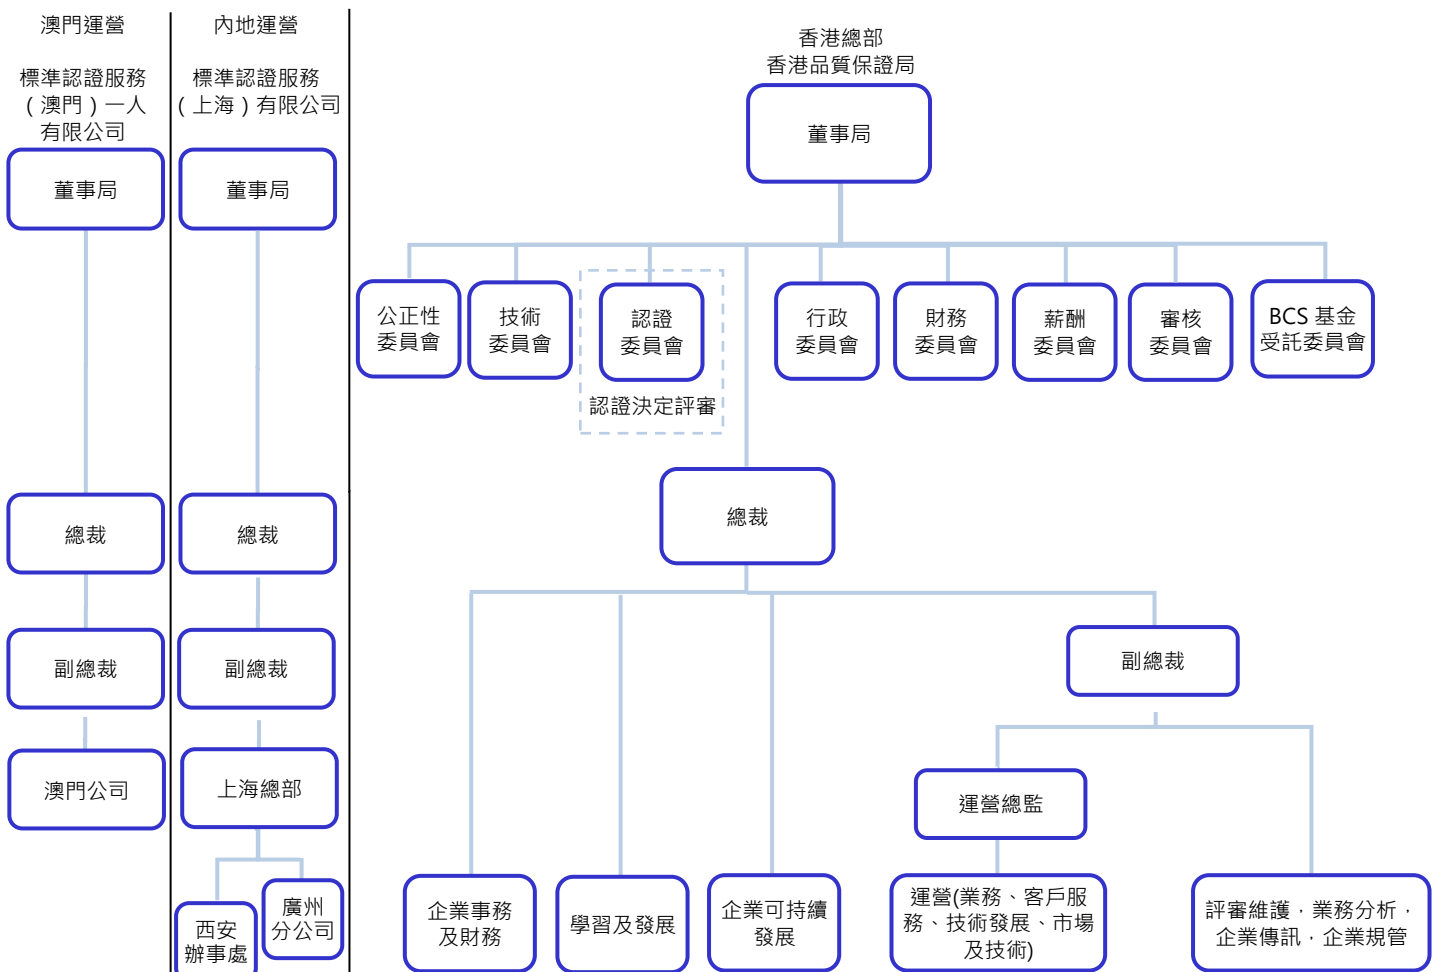 澳門運營
標準認證服務
(澳門)一人
有限公司
董事局
總裁
副總裁
澳門公司
內地運營
標準認證服務
(上海)有限公司
董事局
總裁
副總裁
上海總部
西安
辦事處
廣州
分公司
香港總部
香港品質保證局
董事局
公正性
委員會
技術
委員會
認證
委員會
認證決定評審
行政
委員會
財務
委員會
薪酬
委員會
審核
委員會
BCS 基金
受託委員會
總裁
副總裁
運營總監
企業事務
及財務
學習及發展
企業可持續
發展
運營(業務、客戶服
務、技術發展、市場
及技術)
評審維護，業務分析，
企業傳訊，企業規管